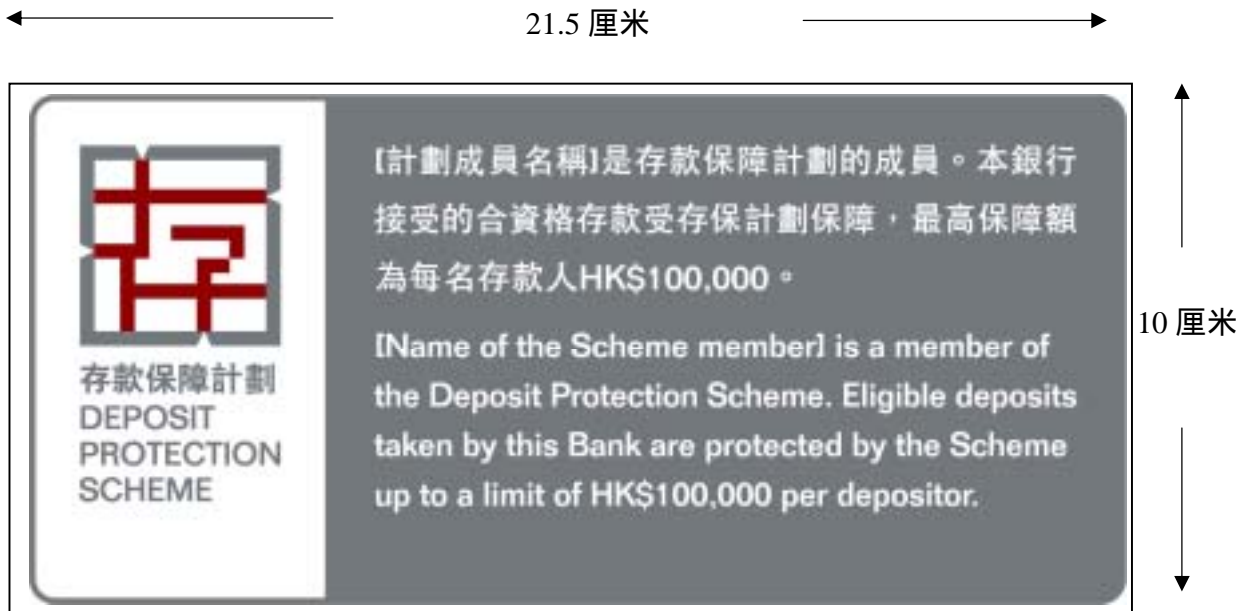 21.5 厘米
[計劃成員名稱]是存款保障計劃的成員。本銀行
接受的合資格存款受存保計劃保障，最高保障額
為每名存款人HK$100,000。
[Name of the Scheme member] is a member of
the Deposit Protection Scheme. Eligible deposits
taken by this Bank are protected by the Scheme
up to a limit of HK$100,000 per depositor.
存款保障計劃
DEPOSIT
PROTECTION
SCHEME
10 厘米